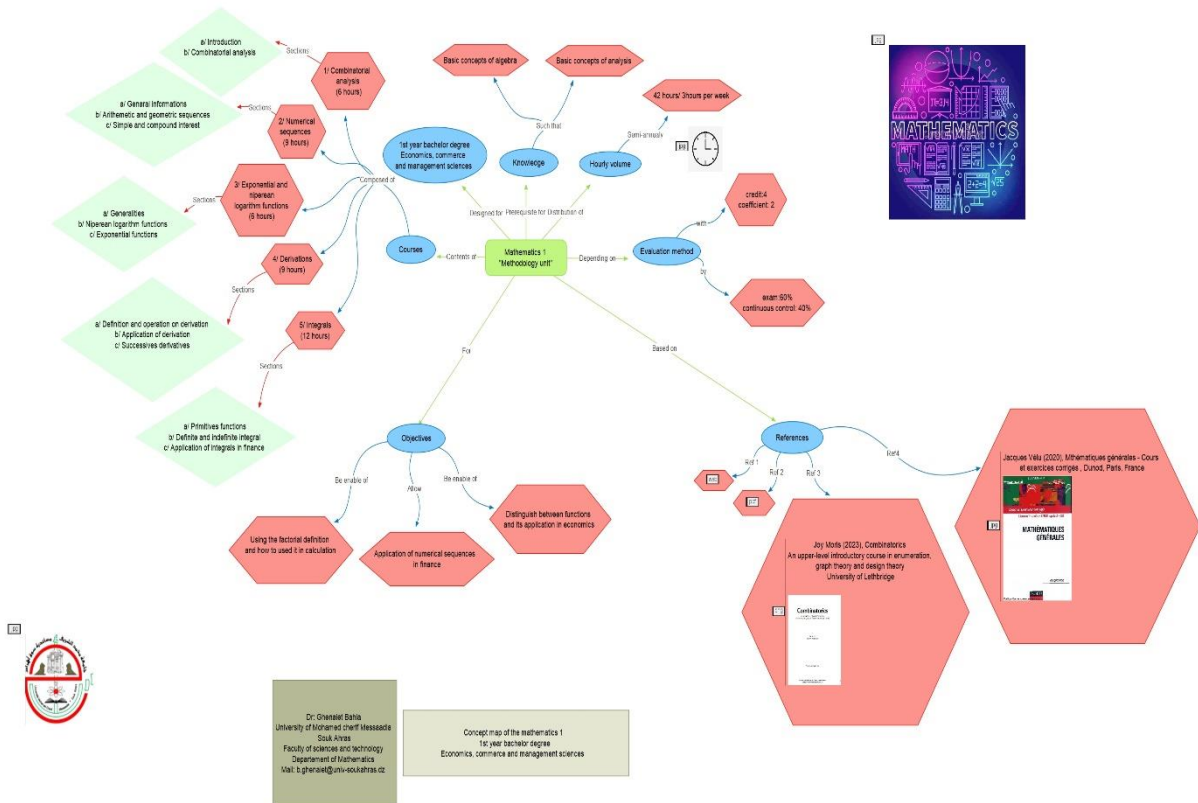 a/ Introduction
b/ Combinatorial analysis
Sections
1/ Combinatorial
analysis
(6 hours)
a/ General informations
b/ Arithemetic and geometric sequences
c/ Simple and compound interest
Sections
2/ Numerical
sequences
(9 hours)
a/ Generalities
b/ Niperean logarithm functions
c/ Exponential functions
Sections
3/ Exponential and
niperean
logarithm functions
(6 hours)
4/ Derivations
(9 hours)
Sections
a/ Definition and operation on derivation
b/ Application of derivation
c/ Successives derivatives
5/ Integrals
(12 hours)
Sections
a/ Primitives functions
b/ Definite and indefinite integral
c/ Application of integrals in finance
Composed of
Courses
Contents of
1st year bachelor degree
Economics, commerce
and management sciences
Designed for
Basic concepts of algebra
Basic concepts of analysis
Such that
Knowledge
Prerequisite for
42 hours/ 3hours per week
Semi-annuals
Hourly volume
Distribution of
Mathematics 1
"Methodology unit"
Depending on
Evaluation method
with
credit:4
coefficient: 2
by
exam:60%
continuous control: 40%
MATHEMATICS
2+2=4
√25
For
Objectives
Be enable of
Allow
Be enable of
Using the factorial definition
and how to used it in calculation
Application of numerical sequences
in finance
Distinguish between functions
and its application in economics
Based on
References
Ref 1
Ref 2
Ref 3
Ref4
Joy Moris (2023), Combinatorics
An upper-level introductory course in enumeration,
graph theory and design theory
University of Lethbridge
Combinatorics
Jacques Vélu (2020), Mthématiques générales - Cours
et exercices corrigés , Dunod, Paris, France
MATHÉMATIQUES
GÉNÉRALES
Dr: Ghenaiet Bahia
University of Mohamed cherif Messaadia
Souk Ahras
Faculty of sciences and technology
Departement of Mathematics
Mail: b.ghenaiet@univ-soukahras.dz
Concept map of the mathematics 1
1st year bachelor degree
Economics, commerce and management sciences